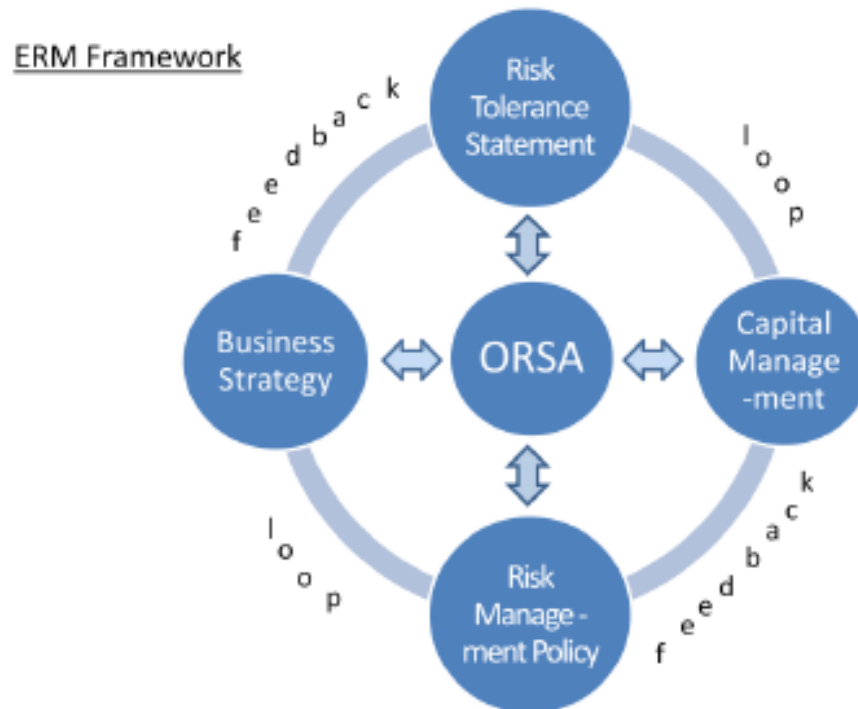 ERM Framework
Risk
Tolerance
Statement
feedback
loop
Business
Strategy
ORSA
Capital
Manage
-ment
loop
feedback
Risk
Manage -
ment Policy